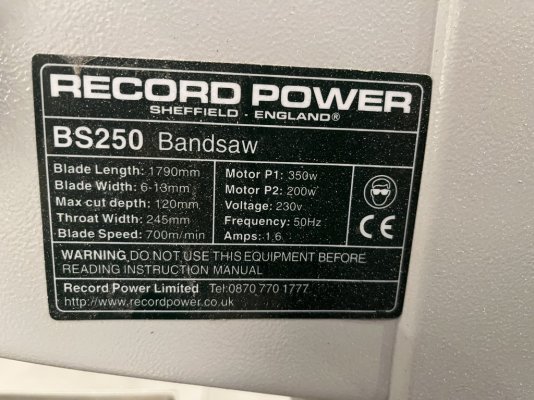 RECORD POWER
SHEFFIELD . ENGLAND®
BS250 Bandsaw
Blade Length: 1790mm
Blade Width: 6-13mm
Max cut depth: 120mm
Throat Width: 245mm
Blade Speed: 700m/min
Motor P1: 350w
Motor P2: 200w
Voltage: 230v
Frequency: 50Hz
Amps: 1.6
CE
WARNING, DO NOT USE THIS EQUIPMENT BEFORE
READING INSTRUCTION MANUAL
Record Power Limited Tel:0870 770 1777
http://www.recordpower.co.uk